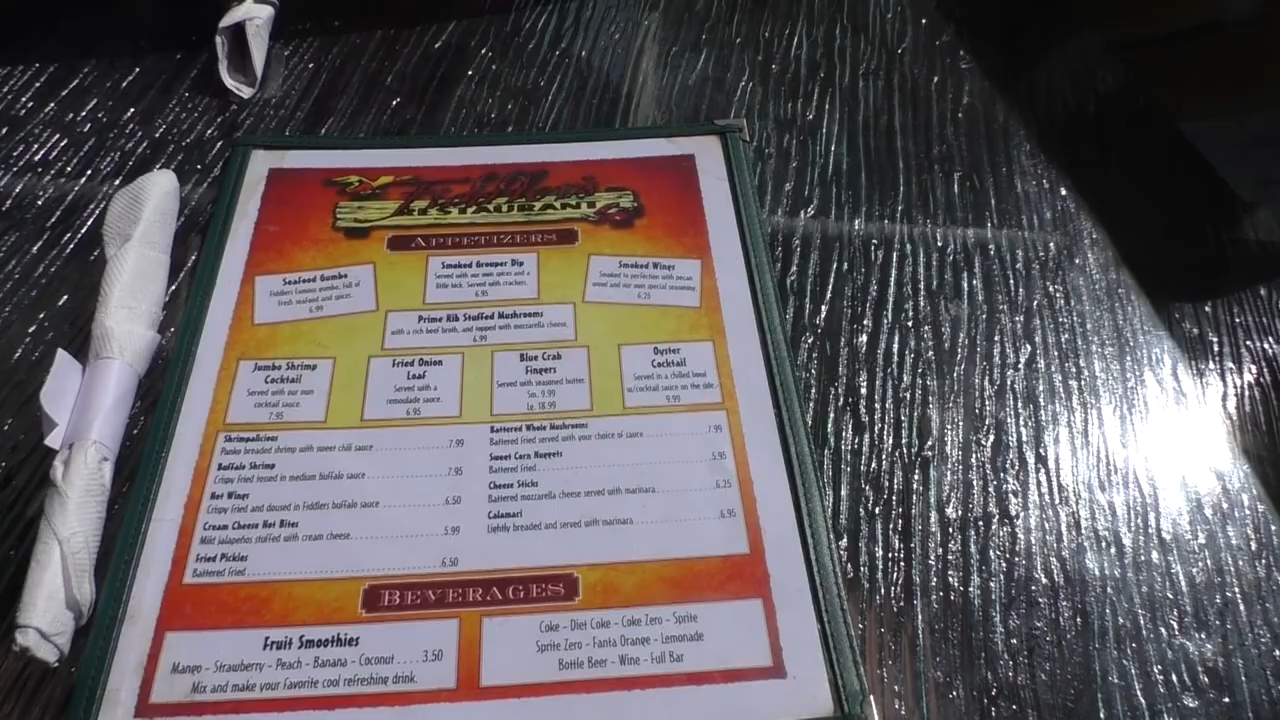 RESTAURANT
APPETIZERS
Seafood Gumbo
Fiddlers famous gumbo. Full of
fresh seafood and spices.
6.99
Smoked Grouper Dip
Served with our own spices and a
little kick. Served with crackers.
6.95
Smoked Wings
Smoked to perfection with pecan
wood and our own special seasoning.
6.25
Prime Rib Stuffed Mushrooms
with a rich beef broth, and topped with mozzarella cheese.
6.99
Jumbo Shrimp
Cocktail
Served with our own
cocktail sauce.
7.95
Fried Onion
Loaf
Served with a
remoulade sauce.
6.95
Blue Crab
Fingers
Served with seasoned butter.
Sm. 9.99
Le. 18.99
Oyster
Cocktail
Served in a chilled bowl
w/cocktail sauce on the side.
9.99
Shrimpalicious
Panko breaded shrimp with sweet chili sauce ....................7.99
Buffalo Shrimp
Crispy fried tossed in medium buffalo sauce ......................7.95
Hot Wings
Crispy fried and doused in Fiddlers buffalo sauce .................6.50
Cream Cheese Hot Bites
Mild jalapeños stuffed with cream cheese.........................5.99
Fried Pickles
Battered Fried..................................................6.50
Battered Whole Mushrooms
Battered fried served with your choice of sauce ..................7.99
Sweet Corn Nuggets
Battered fried.................................................5.95
Cheese Sticks
Battered mozzarella cheese served with marinara .................6.25
Calamari
Lightly breaded and served with marinara ........................6.95
BEVERAGES
Fruit Smoothies
Mango - Strawberry - Peach - Banana - Coconut .... 3.50
Mix and make your favorite cool refreshing drink.
Coke - Diet Coke - Coke Zero - Sprite
Sprite Zero - Fanta Orange - Lemonade
Bottle Beer - Wine - Full Bar